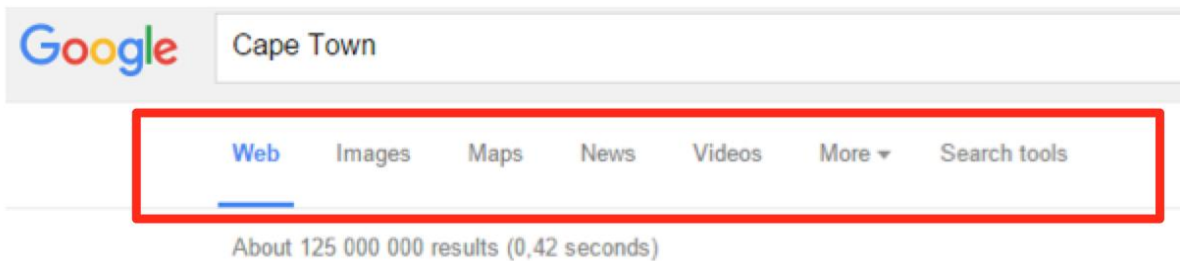 Google Cape Town
Web Images Maps News Videos More Search tools
About 125 000 000 results (0,42 seconds)